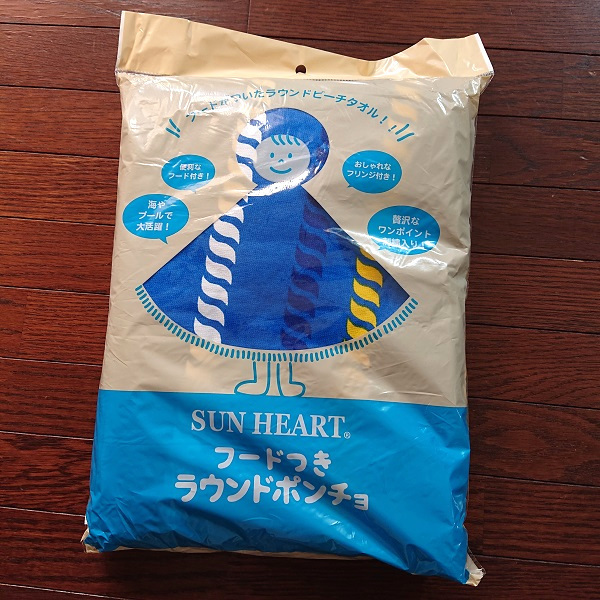 フードがついたラウンドビーチタオル！！
便利な
フード付き！
おしゃれな
フリンジ付き！
海や
プールで
大活躍！
贅沢な
ワンポイント
刺繍入り！
SUN HEART®
フードつき
ラウンドポンチョ